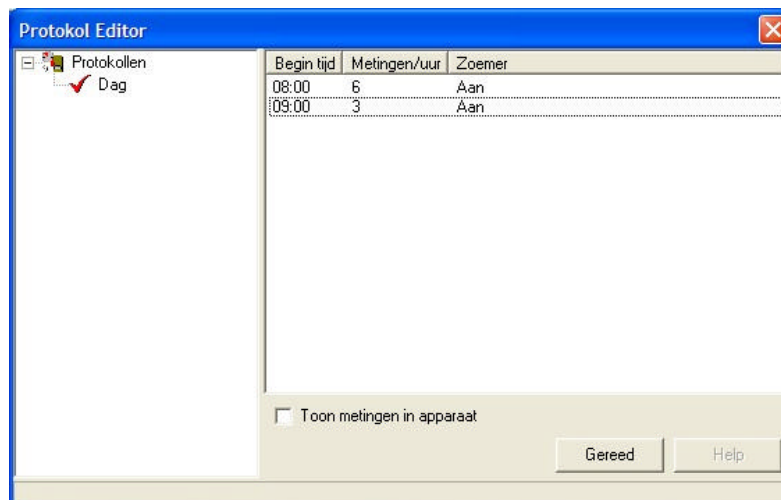 Protokol Editor
Protokollen
Dag
Begin tijd Metingen/uur Zoemer
08:00 6 Aan
09:00 3 Aan
Toon metingen in apparaat
Gereed Help